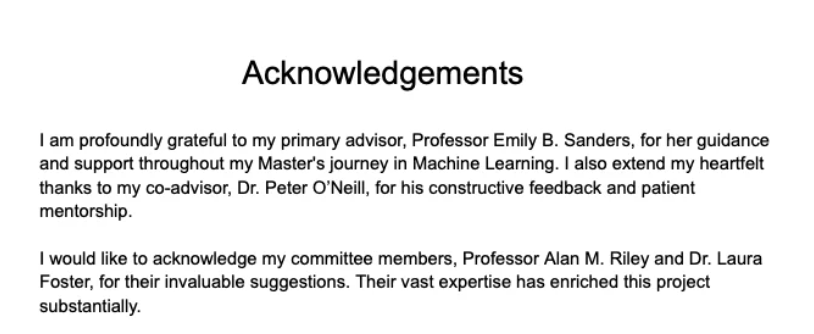 Acknowledgements
I am profoundly grateful to my primary advisor, Professor Emily B. Sanders, for her guidance
and support throughout my Master's journey in Machine Learning. I also extend my heartfelt
thanks to my co-advisor, Dr. Peter O’Neill, for his constructive feedback and patient
mentorship.
I would like to acknowledge my committee members, Professor Alan M. Riley and Dr. Laura
Foster, for their invaluable suggestions. Their vast expertise has enriched this project
substantially.